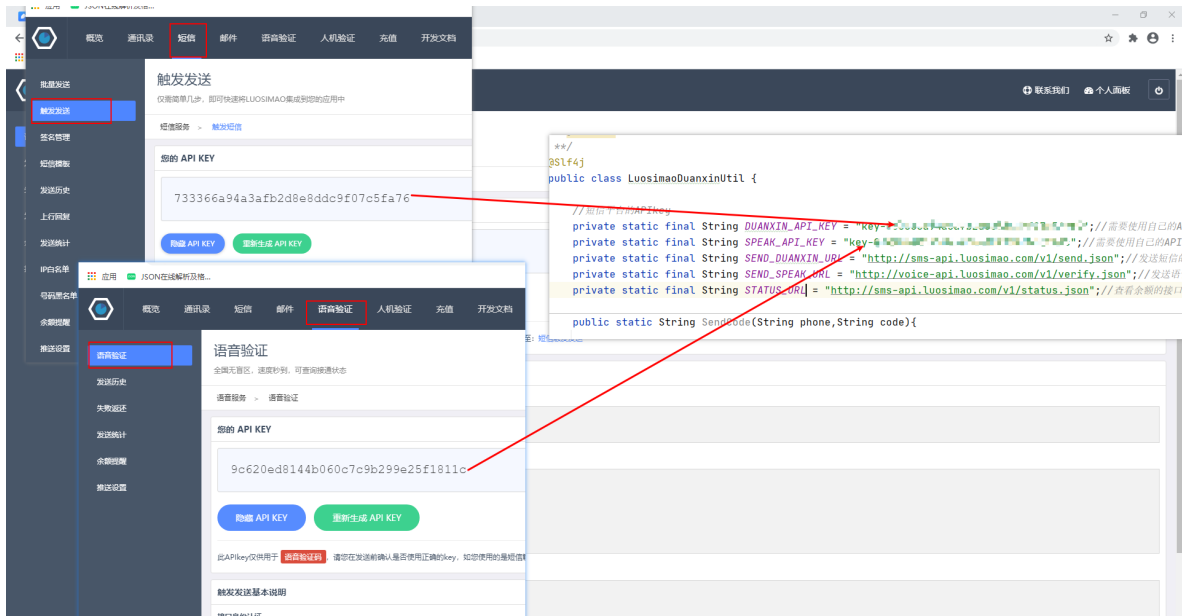 应用
JSON在线解析及格...
概览
通讯录
短信
邮件
语音验证
人机验证
充值
开发文档
联系我们
个人面板
批量发送
触发发送
签名管理
短信模板
发送历史
上行回复
发送统计
IP白名单
号码黑名单
余额提醒
推送设置
触发发送
仅需简单几步，即可快速将LUOSIMAO集成到您的应用中
短信服务 > 触发短信
您的 API KEY
733366a94a3afb2d8e8ddc9f07c5fa76
隐藏 API KEY
重新生成 API KEY
**/
@Slf4j
public class LuosimaoDuanxinUtil {
//短信平台的APIkey
private static final String DUANXIN_API_KEY = "key-";//需要使用自己的A
private static final String SPEAK_API_KEY = "key-";//需要使用自己的API
private static final String SEND_DUANXIN_URL = "http://sms-api.luosimao.com/v1/send.json";//发送短信的
private static final String SEND_SPEAK_URL = "http://voice-api.luosimao.com/v1/verify.json";//发送语
private static final String STATUS_URL = "http://sms-api.luosimao.com/v1/status.json";//查看余额的接口
public static String SendCode(String phone,String code){
应用
JSON在线解析及格...
概览
通讯录
短信
邮件
语音验证
人机验证
充值
开发文档
语音验证
发送历史
失败返还
发送统计
余额提醒
推送设置
语音验证
全国无盲区，速度秒到，可查询接通状态
语音服务 > 语音验证
您的 API KEY
9c620ed8144b060c7c9b299e25f1811c
隐藏 API KEY
重新生成 API KEY
此APIkey仅供用于 语音验证码 ，请您在发送前确认是否使用正确的key，如您使用的是短信
触发发送基本说明